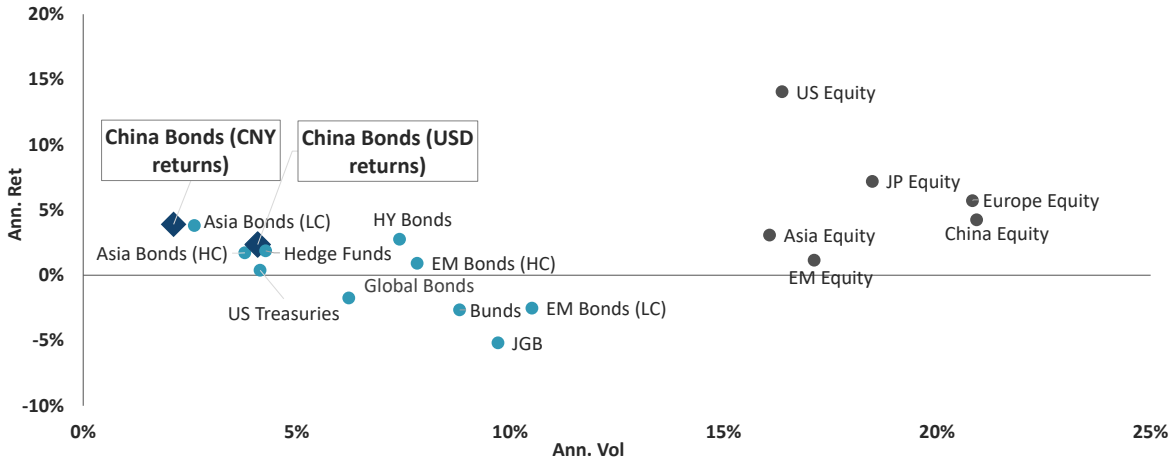 20%
15%
10%
5%
0%
-5%
-10%
Ann. Ret
China Bonds (CNY
returns)
China Bonds (USD
returns)
US Equity
JP Equity
Europe Equity
China Equity
Asia Equity
EM Equity
Asia Bonds (LC)
HY Bonds
Asia Bonds (HC)
Hedge Funds
EM Bonds (HC)
Global Bonds
US Treasuries
Bunds
EM Bonds (LC)
JGB
0%
5%
10%
15%
20%
25%
Ann. Vol